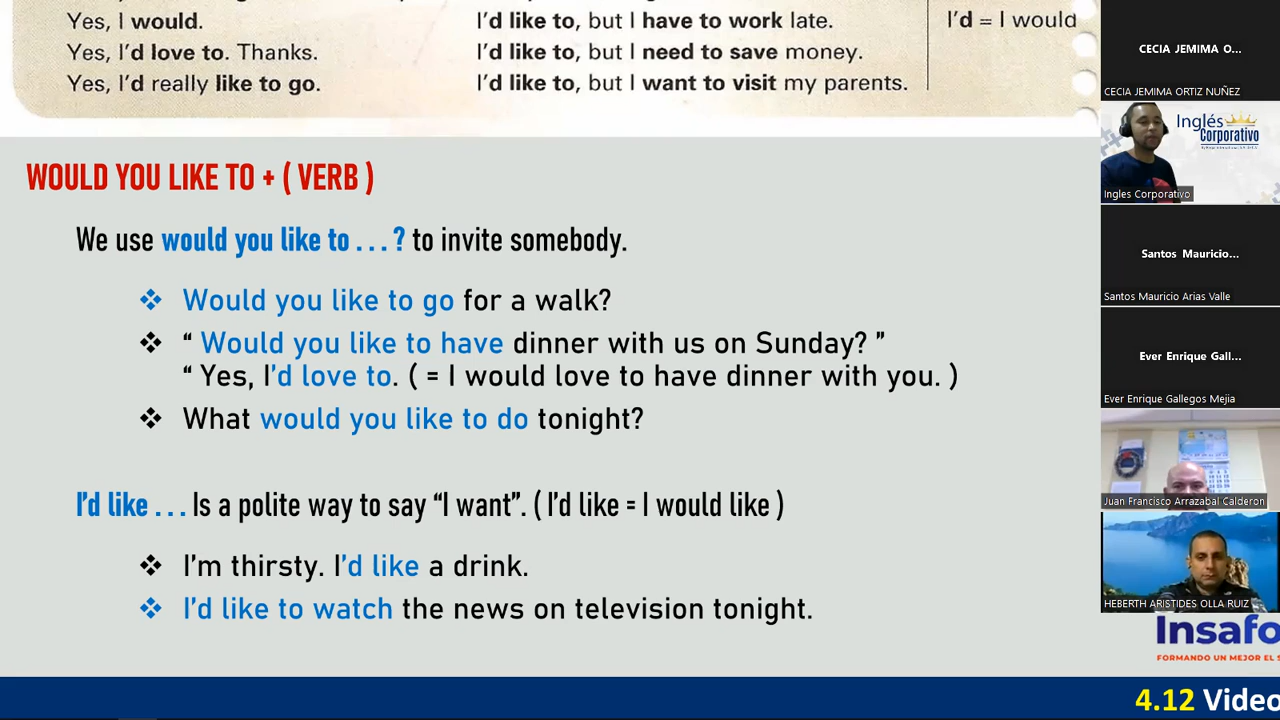 Yes, I would.
I'd like to, but I have to work late.
I'd = I would
Yes, I'd love to. Thanks.
I'd like to, but I need to save money.
Yes, I'd really like to go.
I'd like to, but I want to visit my parents.
WOULD YOU LIKE TO + ( VERB )
We use would you like to . . . ? to invite somebody.
❖ Would you like to go for a walk?
❖ “ Would you like to have dinner with us on Sunday? ”
“ Yes, I'd love to. ( = I would love to have dinner with you. )
❖ What would you like to do tonight?
I'd like . . . Is a polite way to say “I want”. ( I'd like = I would like )
❖ I'm thirsty. I'd like a drink.
❖ I'd like to watch the news on television tonight.
CECIA JEMIMA O...
CECIA JEMIMA ORTIZ NUÑEZ
Inglés
Corporativo
Ingles Corporativo
Santos Mauricio...
Santos Mauricio Arias Valle
Ever Enrique Gall...
Ever Enrique Gallegos Mejia
Juan Francisco Arrazabal Calderon
HEBERTH ARISTIDES OLLA RUIZ
Insafo
FORMANDO UN MEJOR EL S
4.12 Video